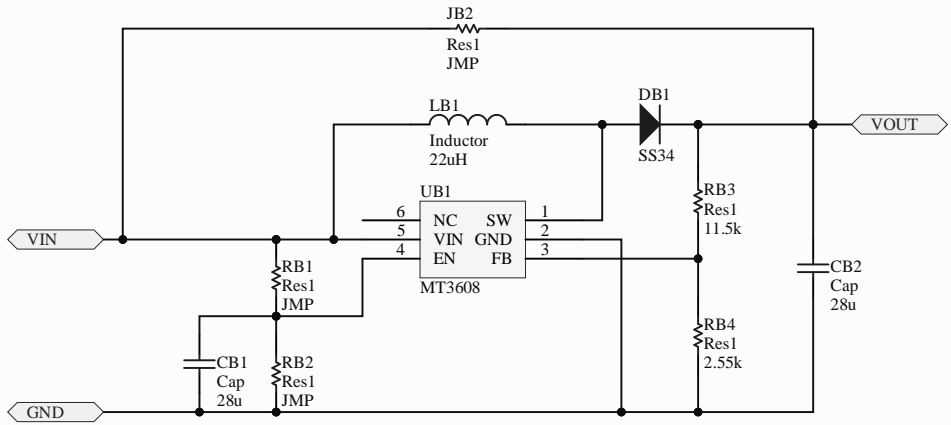 JB2
Res1
JMP
DB1
LB1
VOUT
Inductor
22uH
SS34
UB1
6 NC SW 1
5 VIN GND 2
4 EN FB 3
MT3608
RB3
Res1
11.5k
VIN
RB1
Res1
JMP
CB2
Cap
28u
RB4
Res1
2.55k
CB1
Cap
28u
RB2
Res1
JMP
GND